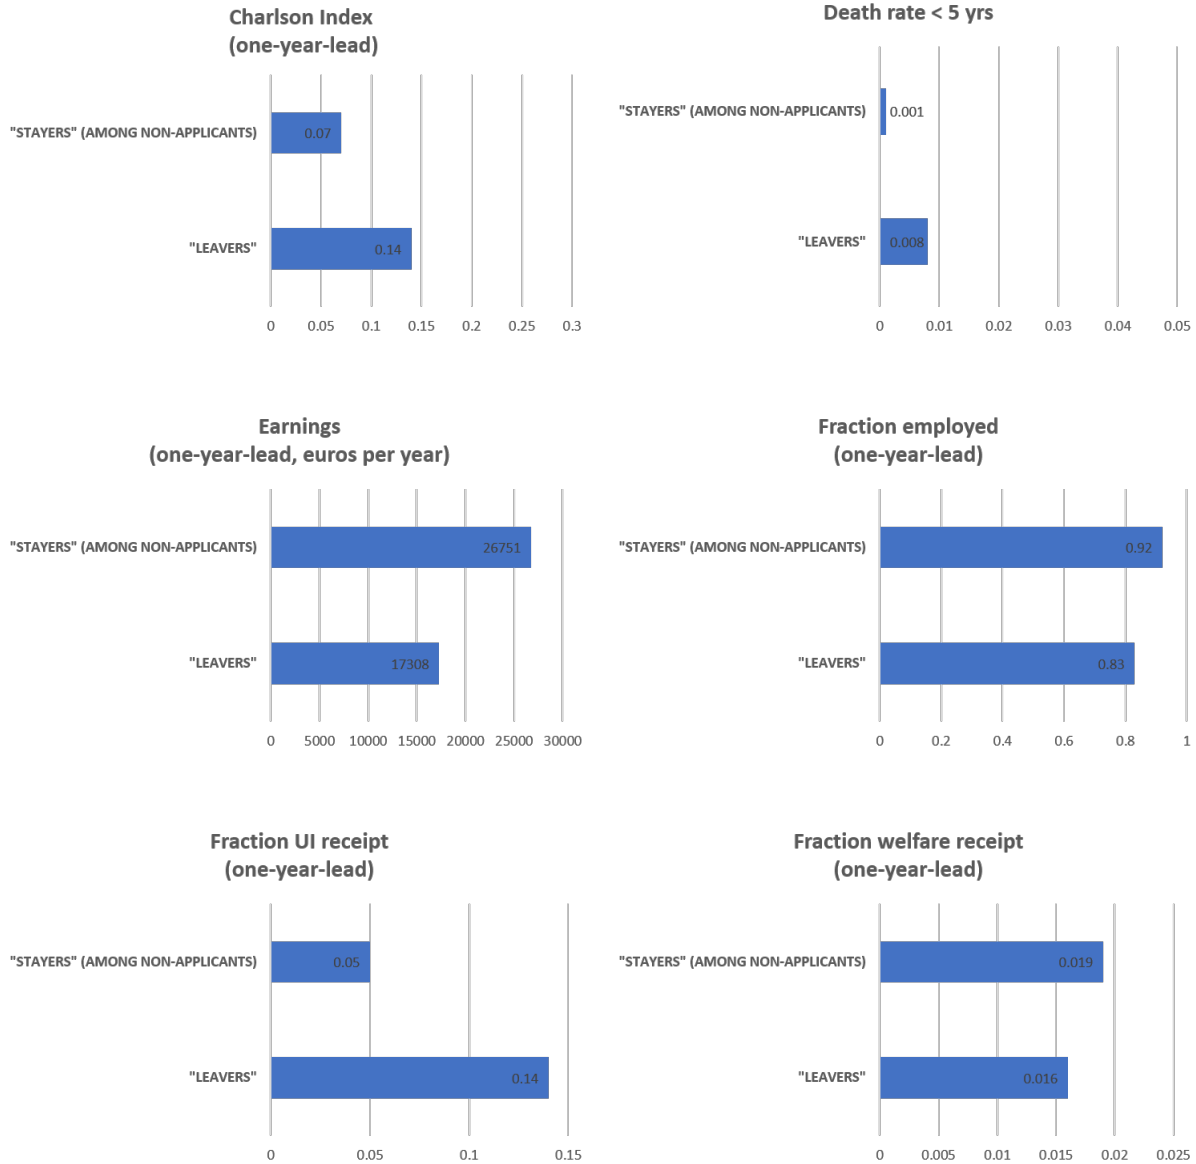 Charlson Index
(one-year-lead)
"STAYERS" (AMONG NON-APPLICANTS)
0.07
"LEAVERS"
0.14
0 0.05 0.1 0.15 0.2 0.25 0.3
Death rate < 5 yrs
"STAYERS" (AMONG NON-APPLICANTS)
0.001
"LEAVERS"
0.008
0 0.01 0.02 0.03 0.04 0.05
Earnings
(one-year-lead, euros per year)
"STAYERS" (AMONG NON-APPLICANTS)
26751
"LEAVERS"
17308
0 5000 10000 15000 20000 25000 30000
Fraction employed
(one-year-lead)
"STAYERS" (AMONG NON-APPLICANTS)
0.92
"LEAVERS"
0.83
0 0.2 0.4 0.6 0.8 1
Fraction UI receipt
(one-year-lead)
"STAYERS" (AMONG NON-APPLICANTS)
0.05
"LEAVERS"
0.14
0 0.05 0.1 0.15
Fraction welfare receipt
(one-year-lead)
"STAYERS" (AMONG NON-APPLICANTS)
0.019
"LEAVERS"
0.016
0 0.005 0.01 0.015 0.02 0.025